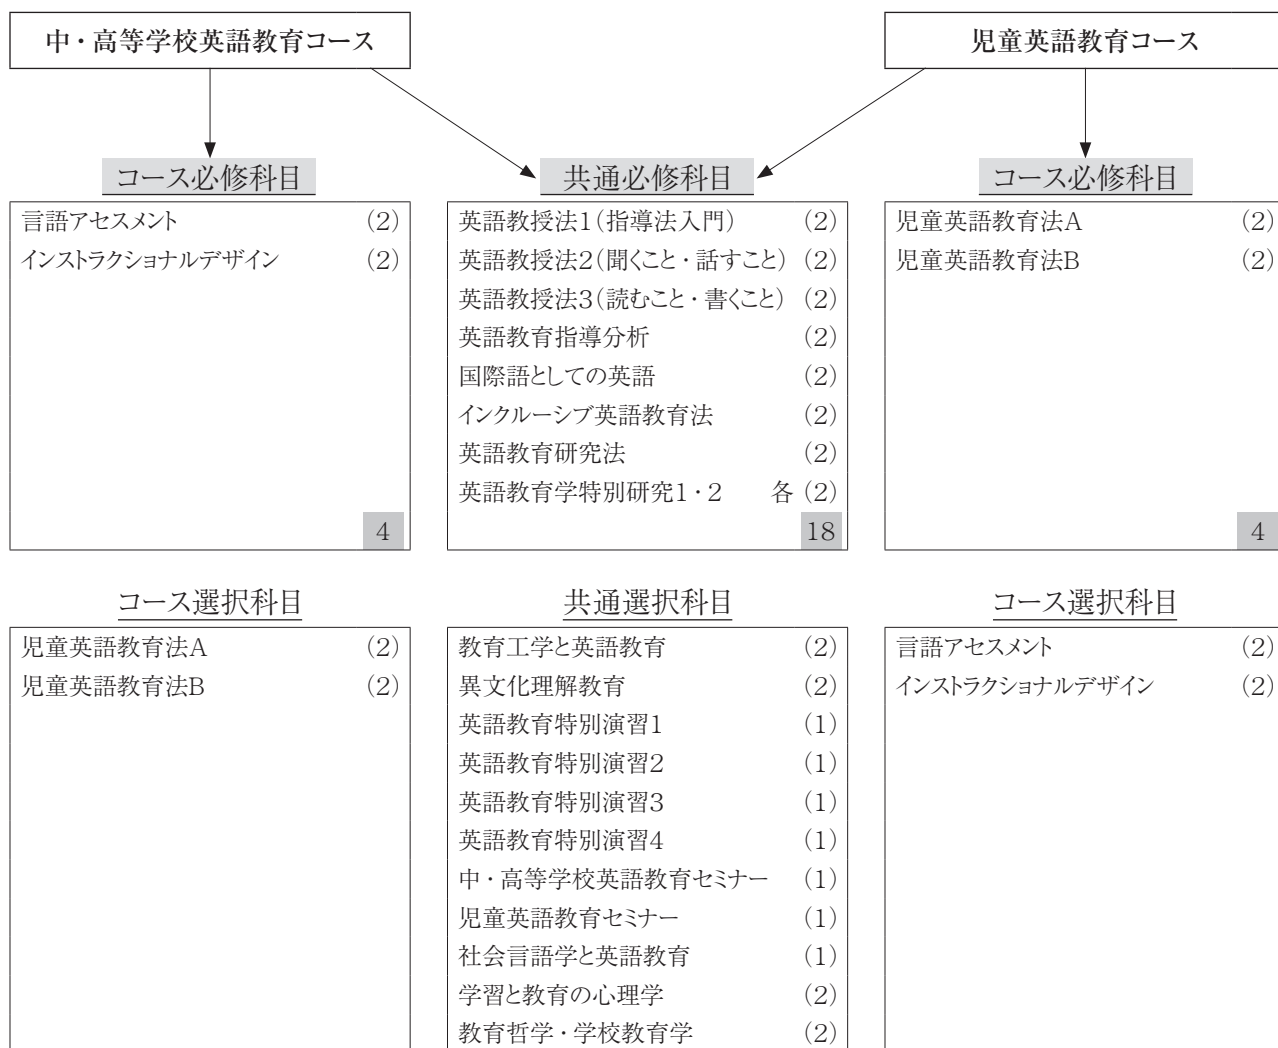 中・高等学校英語教育コース
児童英語教育コース
コース必修科目
言語アセスメント (2)
インストラクショナルデザイン (2)
4
共通必修科目
英語教授法1(指導法入門) (2)
英語教授法2(聞くこと・話すこと) (2)
英語教授法3(読むこと・書くこと) (2)
英語教育指導分析 (2)
国際語としての英語 (2)
インクルーシブ英語教育法 (2)
英語教育研究法 (2)
英語教育学特別研究1・2 各(2)
18
コース必修科目
児童英語教育法A (2)
児童英語教育法B (2)
4
コース選択科目
児童英語教育法A (2)
児童英語教育法B (2)
共通選択科目
教育工学と英語教育 (2)
異文化理解教育 (2)
英語教育特別演習1 (1)
英語教育特別演習2 (1)
英語教育特別演習3 (1)
英語教育特別演習4 (1)
中・高等学校英語教育セミナー (1)
児童英語教育セミナー (1)
社会言語学と英語教育 (1)
学習と教育の心理学 (2)
教育哲学・学校教育学 (2)
コース選択科目
言語アセスメント (2)
インストラクショナルデザイン (2)